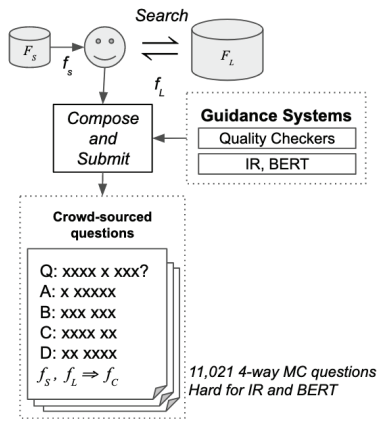 Search
F_S
f_s
F_L
f_L
Compose
and
Submit
Guidance Systems
Quality Checkers
IR, BERT
Crowd-sourced
questions
Q: xxxx x xxx?
A: x xxxxx
B: xxx xxx
C: xxxx xx
D: xx xxxx
f_S , f_L ⇒ f_C
11,021 4-way MC questions
Hard for IR and BERT